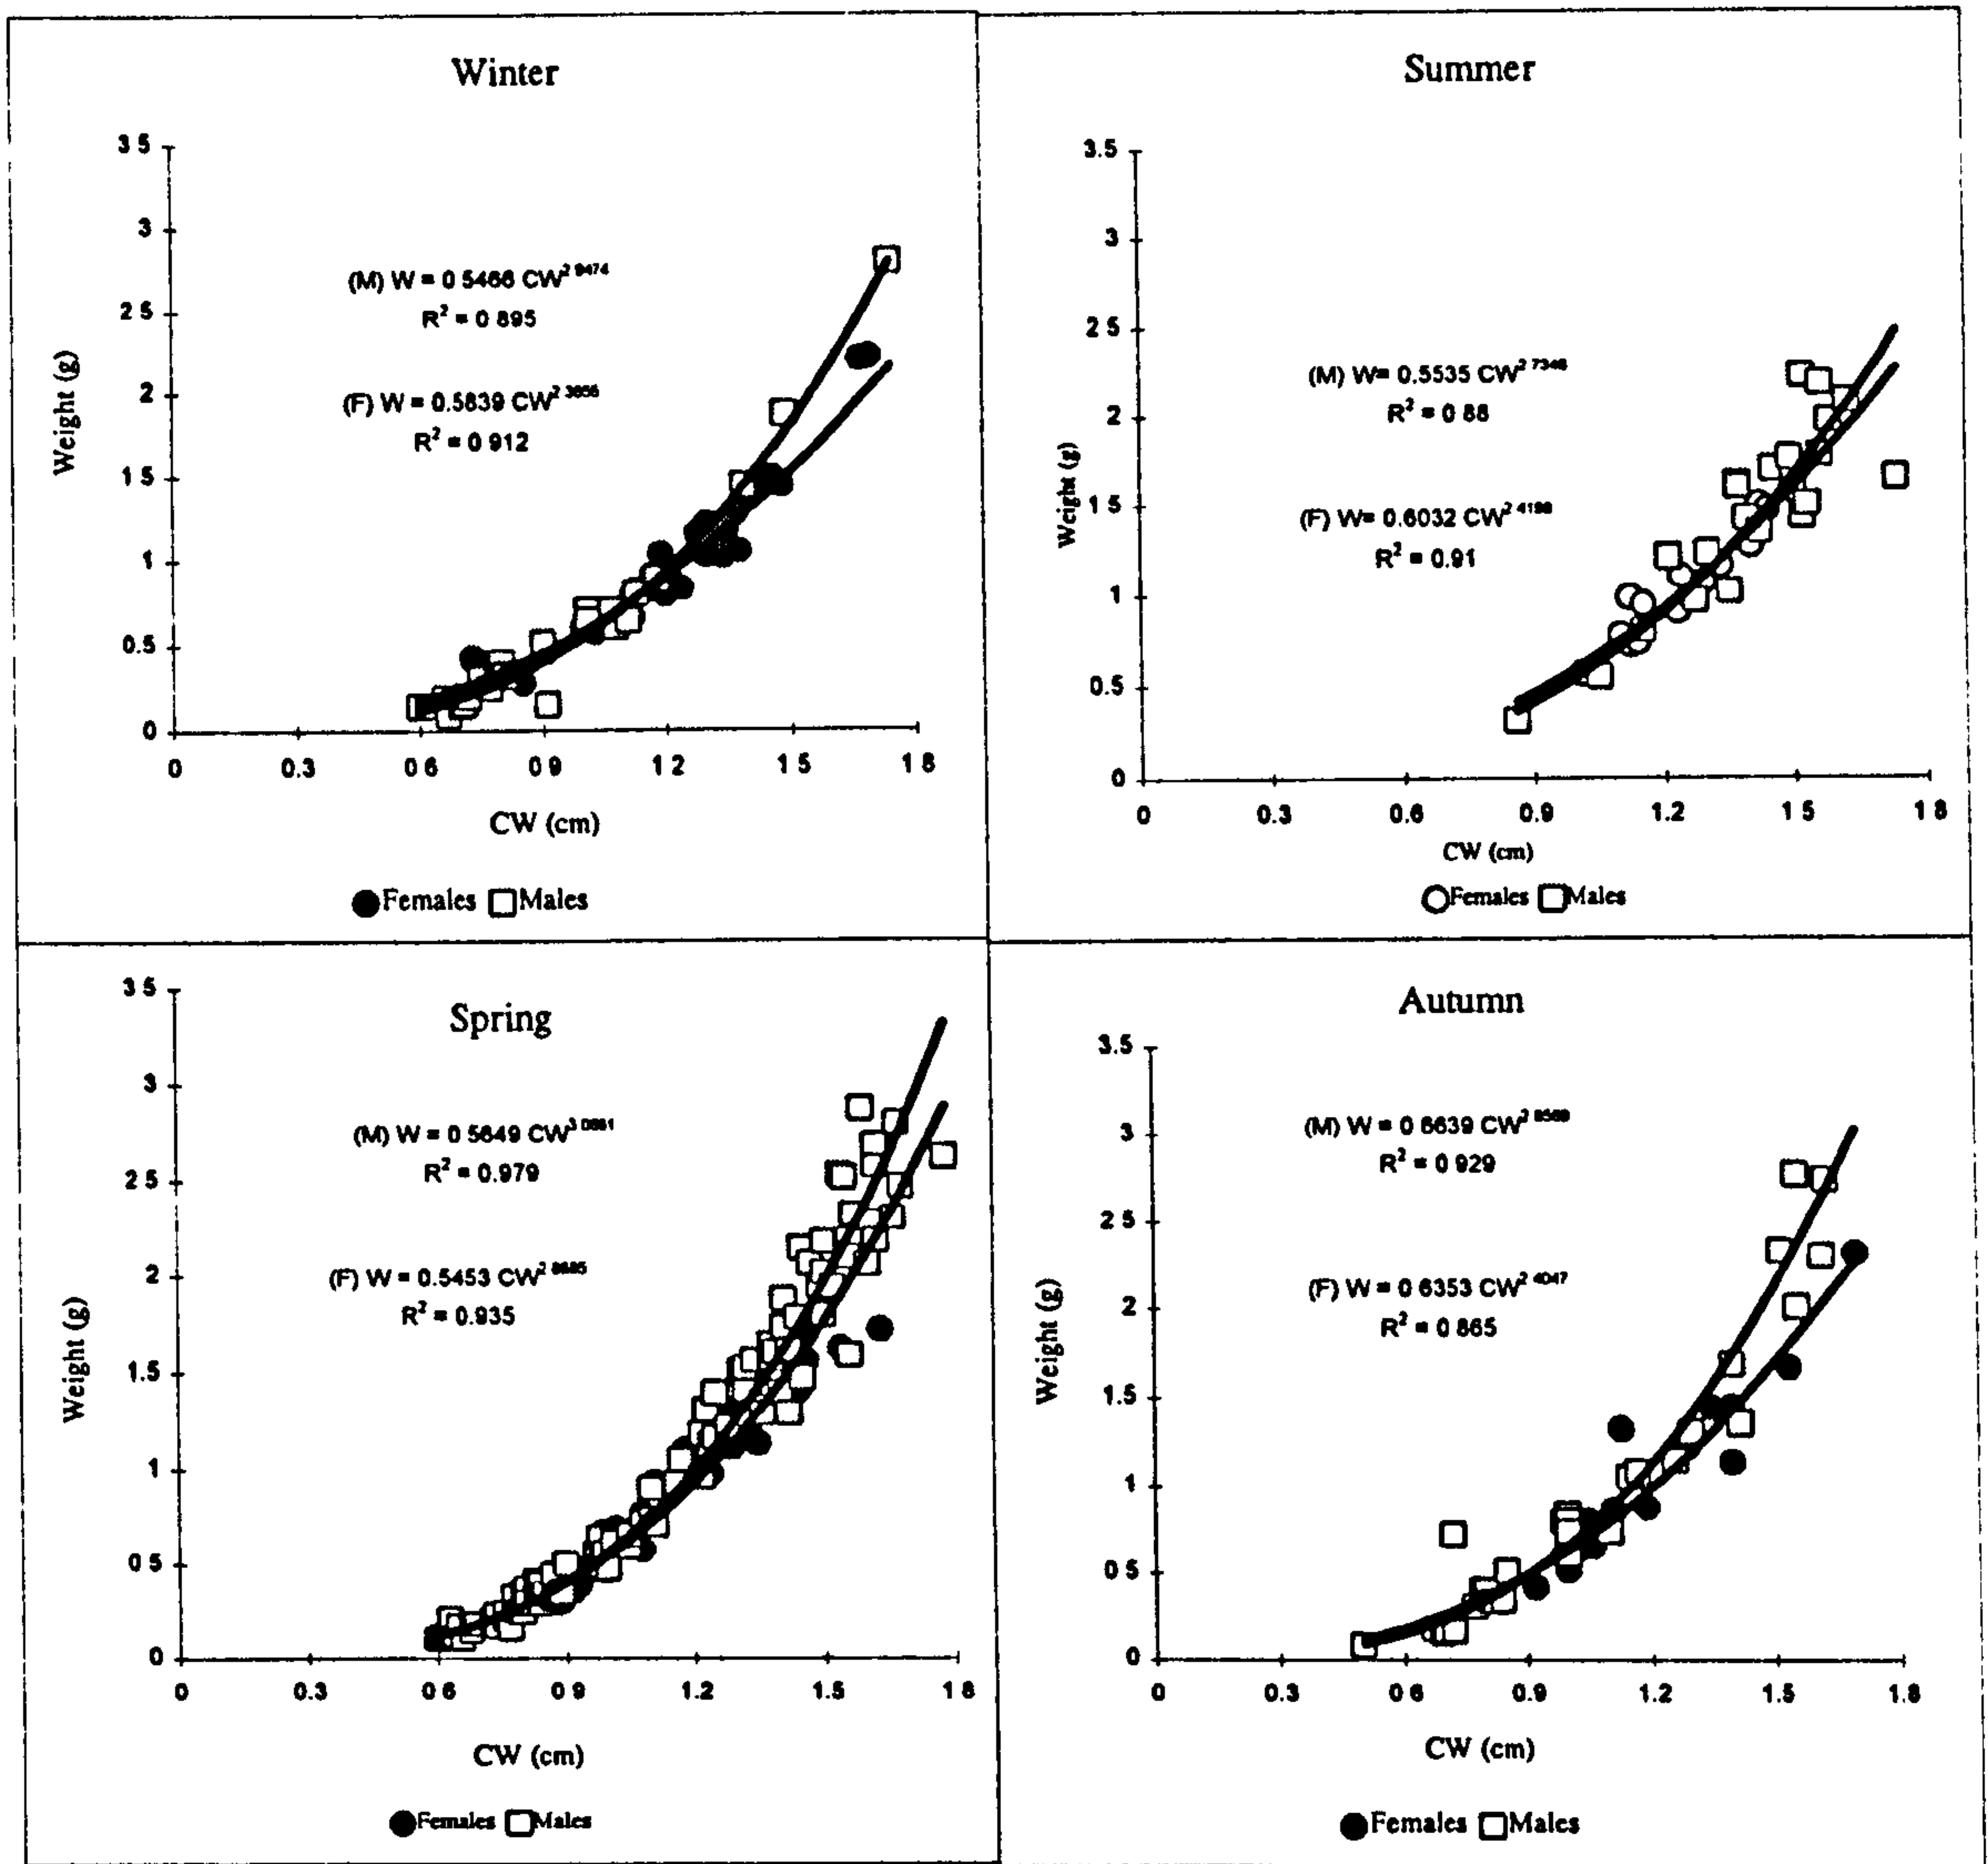 Winter
3 5
3
2 5
2
1 5
1
0.5
0
Weight (g)
(M) W = 0 5466 CW^2 9474
R² = 0 895
(F) W = 0.5839 CW
R² = 0 912
0 0.3 0 6 0 9 1.2 1.5 1 8
CW (cm)
Females Males
Summer
3.5
3
2 5
2
1 5
1
0.5
0
Weight (g)
(M) W= 0.5535 CW^2 7346
R² = 0 88
(F) W= 0.6032 CW^2 4198
R² = 0.91
0 0.3 0.6 0.9 1.2 1 5 1 8
CW (cm)
Females Males
Spring
3 5
3
2 5
2
1.5
1
0 5
0
Weight (g)
(M) W = 0 5649 CW
R² = 0.979
(F) W = 0.5453 CW
R² = 0.935
0 0.3 0 6 0.9 1.2 1.5 1 8
CW (cm)
Females Males
Autumn
3.5
3
2 5
2
1.5
1
0 5
0
Weight (g)
(M) W = 0 6639 CW
R² = 0 929
(F) W = 0 6353 CW^2 4047
R² = 0 865
0 0.3 0 6 0.9 1.2 1.5 1.8
CW (cm)
Females Males